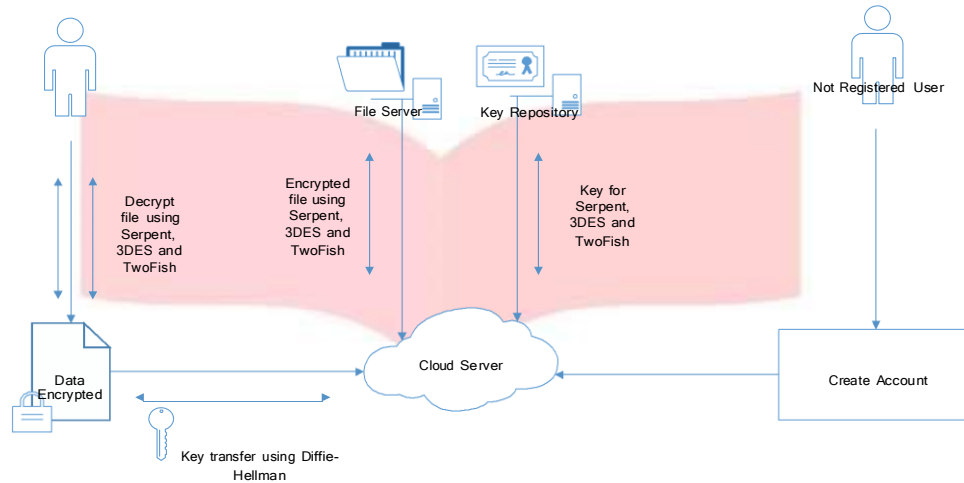 Not Registered User
File Server
Key Repository
Decrypt
file using
Serpent,
3DES and
TwoFish
Encrypted
file using
Serpent,
3DES and
TwoFish
Key for
Serpent,
3DES and
TwoFish
Data
Encrypted
Cloud Server
Create Account
Key transfer using Diffie-
Hellman